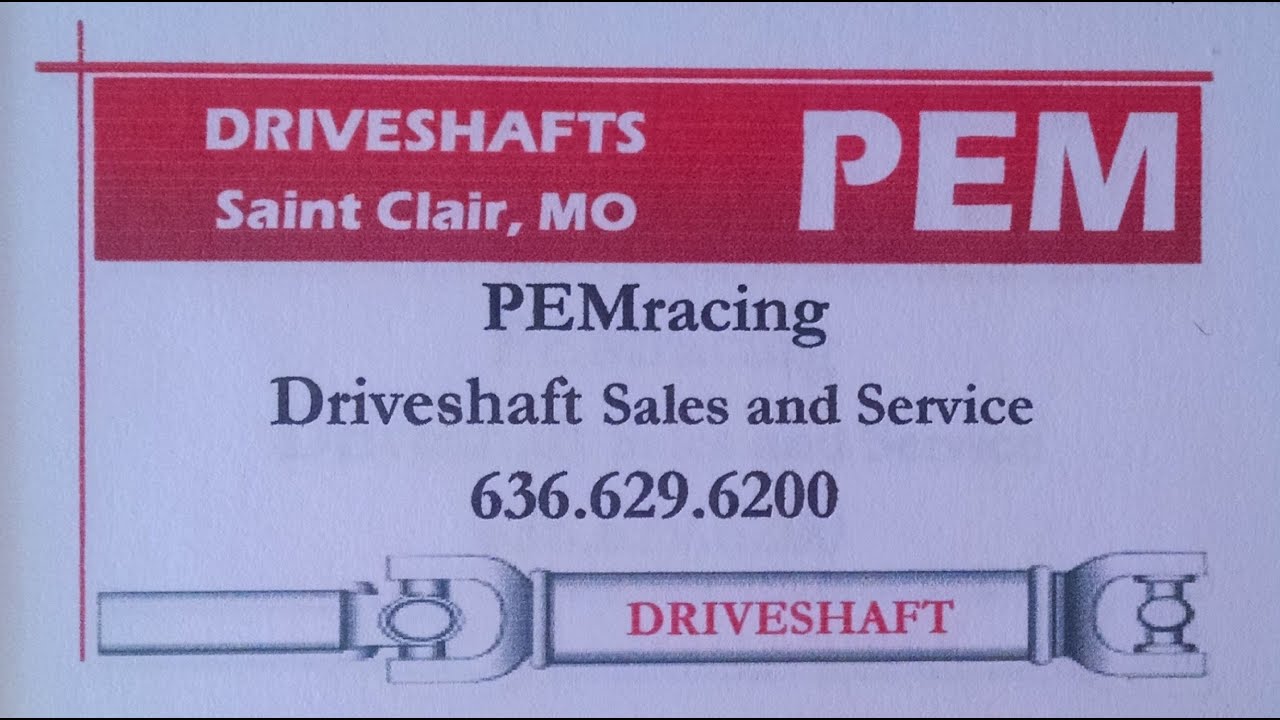 DRIVESHAFTS
Saint Clair, MO
PEM
PEMracing
Driveshaft Sales and Service
636.629.6200
DRIVESHAFT